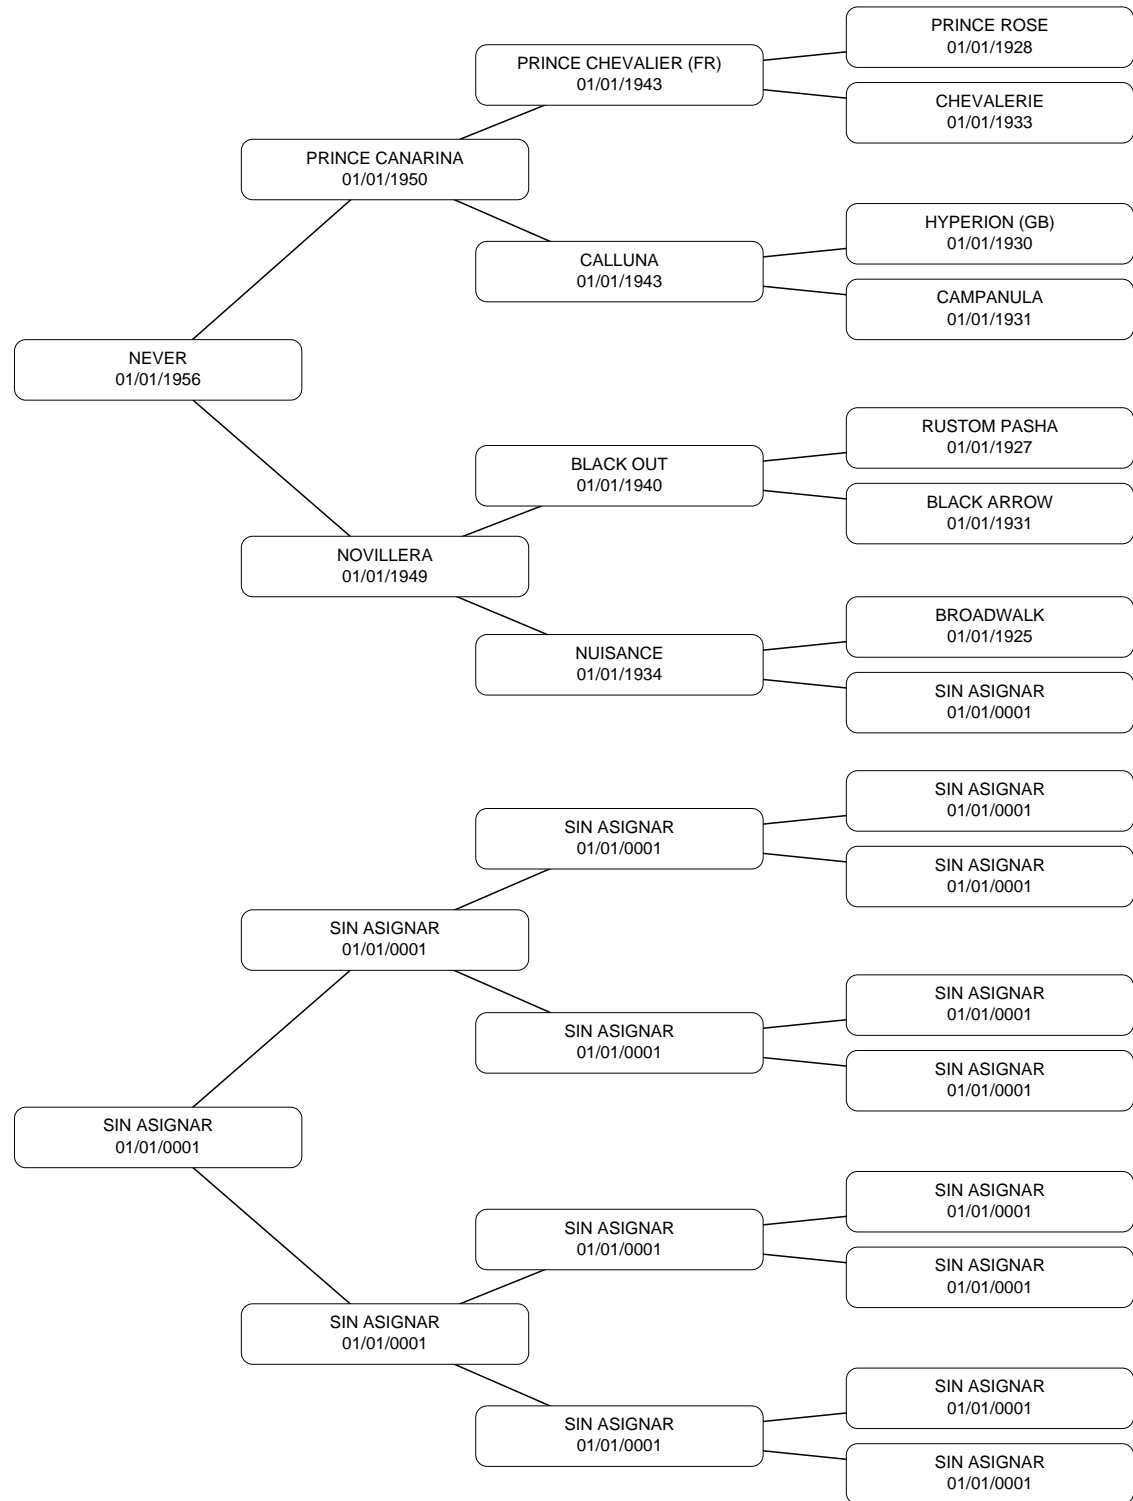 PRINCE ROSE
01/01/1928
PRINCE CHEVALIER (FR)
01/01/1943
CHEVALERIE
01/01/1933
PRINCE CANARINA
01/01/1950
HYPERION (GB)
01/01/1930
CALLUNA
01/01/1943
CAMPANULA
01/01/1931
NEVER
01/01/1956
RUSTOM PASHA
01/01/1927
BLACK OUT
01/01/1940
BLACK ARROW
01/01/1931
NOVILLERA
01/01/1949
BROADWALK
01/01/1925
NUISANCE
01/01/1934
SIN ASIGNAR
01/01/0001
SIN ASIGNAR
01/01/0001
SIN ASIGNAR
01/01/0001
SIN ASIGNAR
01/01/0001
SIN ASIGNAR
01/01/0001
SIN ASIGNAR
01/01/0001
SIN ASIGNAR
01/01/0001
SIN ASIGNAR
01/01/0001
SIN ASIGNAR
01/01/0001
SIN ASIGNAR
01/01/0001
SIN ASIGNAR
01/01/0001
SIN ASIGNAR
01/01/0001
SIN ASIGNAR
01/01/0001
SIN ASIGNAR
01/01/0001
SIN ASIGNAR
01/01/0001
SIN ASIGNAR
01/01/0001